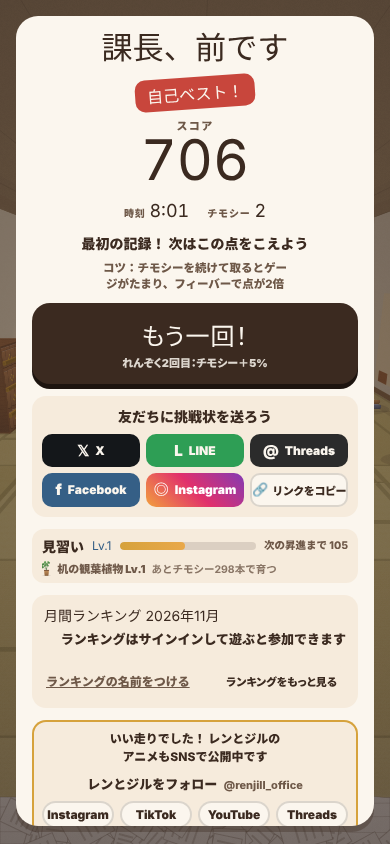 課長、前です
自己ベスト！
スコア
706
時刻 8:01 チモシー 2
最初の記録！ 次はこの点をこえよう
コツ：チモシーを続けて取るとゲー
ジがたまり、フィーバーで点が2倍
もう一回！
れんぞく2回目：チモシー＋5%
友だちに挑戦状を送ろう
𝕏 X
L LINE
@ Threads
f Facebook
◎ Instagram
🔗 リンクをコピー
見習い Lv.1 次の昇進まで 105
🪴 机の観葉植物 Lv.1 あとチモシー298本で育つ
月間ランキング 2026年11月
ランキングはサインインして遊ぶと参加できます
ランキングの名前をつける ランキングをもっと見る
いい走りでした！ レンとジルの
アニメもSNSで公開中です
レンとジルをフォロー @renjill_office
Instagram TikTok YouTube Threads